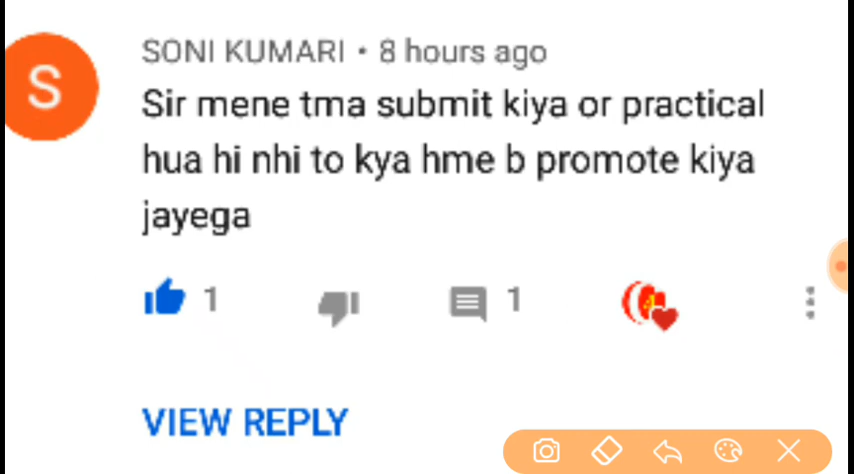 S
SONI KUMARI • 8 hours ago
Sir mene tma submit kiya or practical
hua hi nhi to kya hme b promote kiya
jayega
1
1
VIEW REPLY